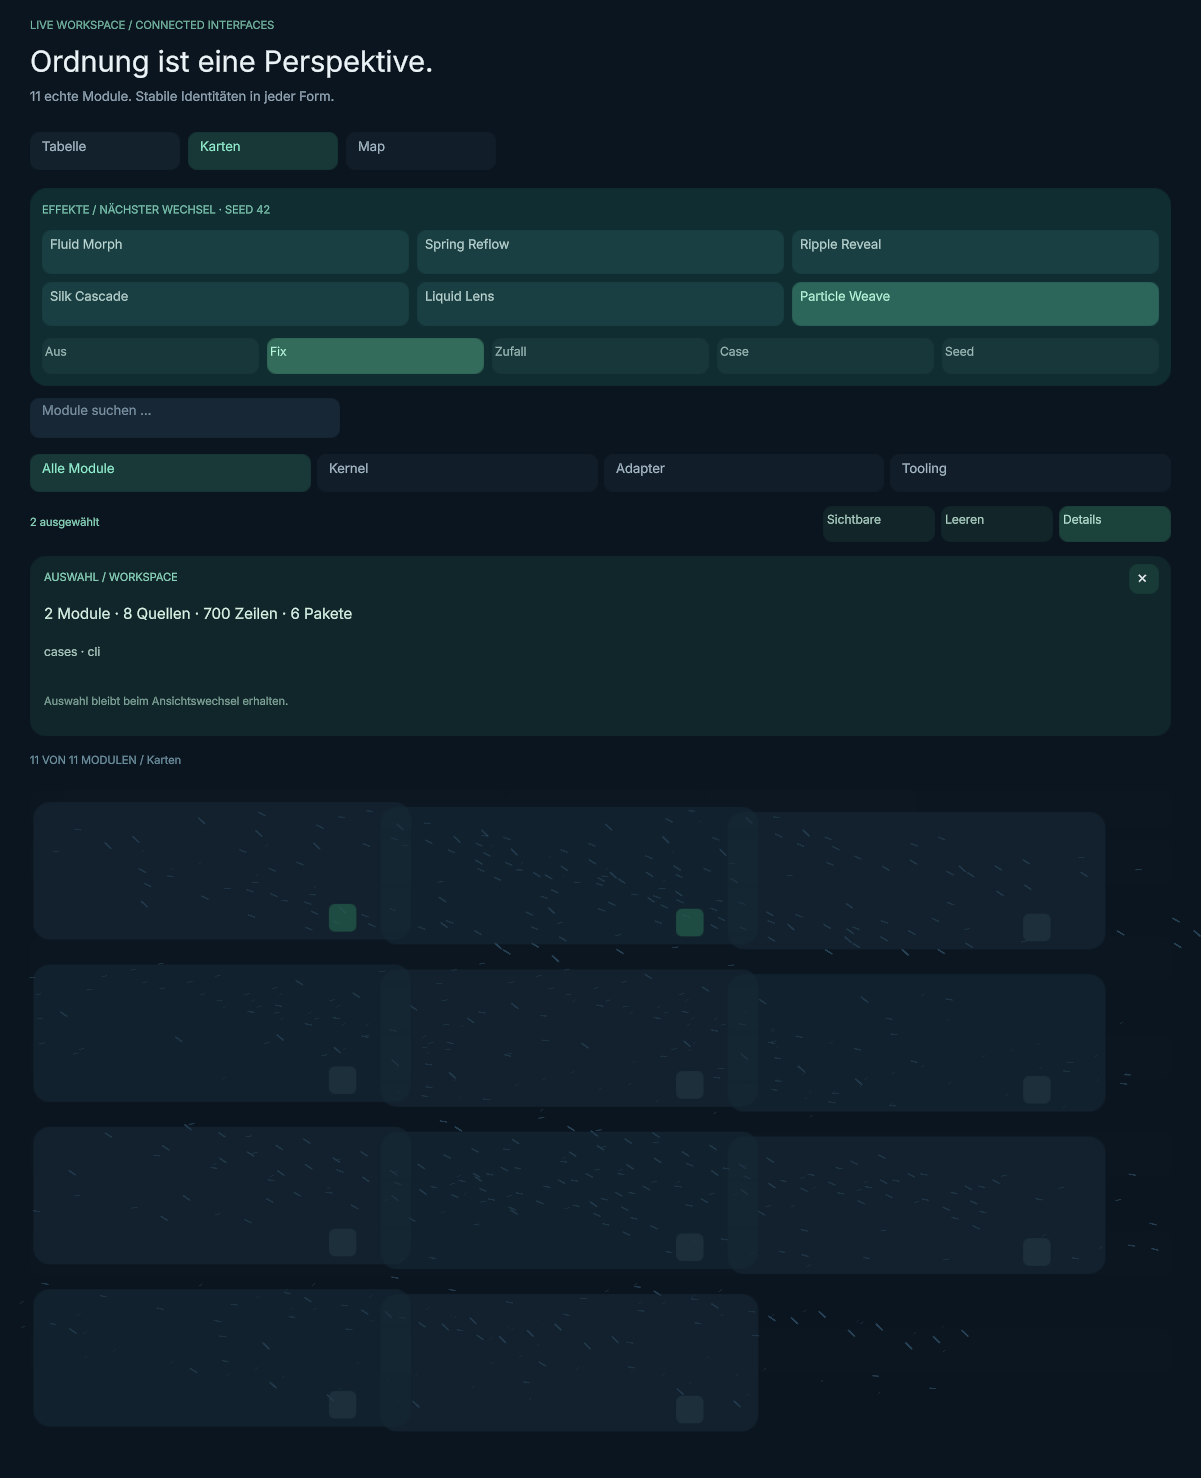 LIVE WORKSPACE / CONNECTED INTERFACES
Ordnung ist eine Perspektive.
11 echte Module. Stabile Identitäten in jeder Form.
Tabelle
Karten
Map
EFFEKTE / NÄCHSTER WECHSEL · SEED 42
Fluid Morph
Spring Reflow
Ripple Reveal
Silk Cascade
Liquid Lens
Particle Weave
Aus
Fix
Zufall
Case
Seed
Module suchen ...
Alle Module
Kernel
Adapter
Tooling
2 ausgewählt
Sichtbare
Leeren
Details
AUSWAHL / WORKSPACE
×
2 Module · 8 Quellen · 700 Zeilen · 6 Pakete
cases · cli
Auswahl bleibt beim Ansichtswechsel erhalten.
11 VON 11 MODULEN / Karten